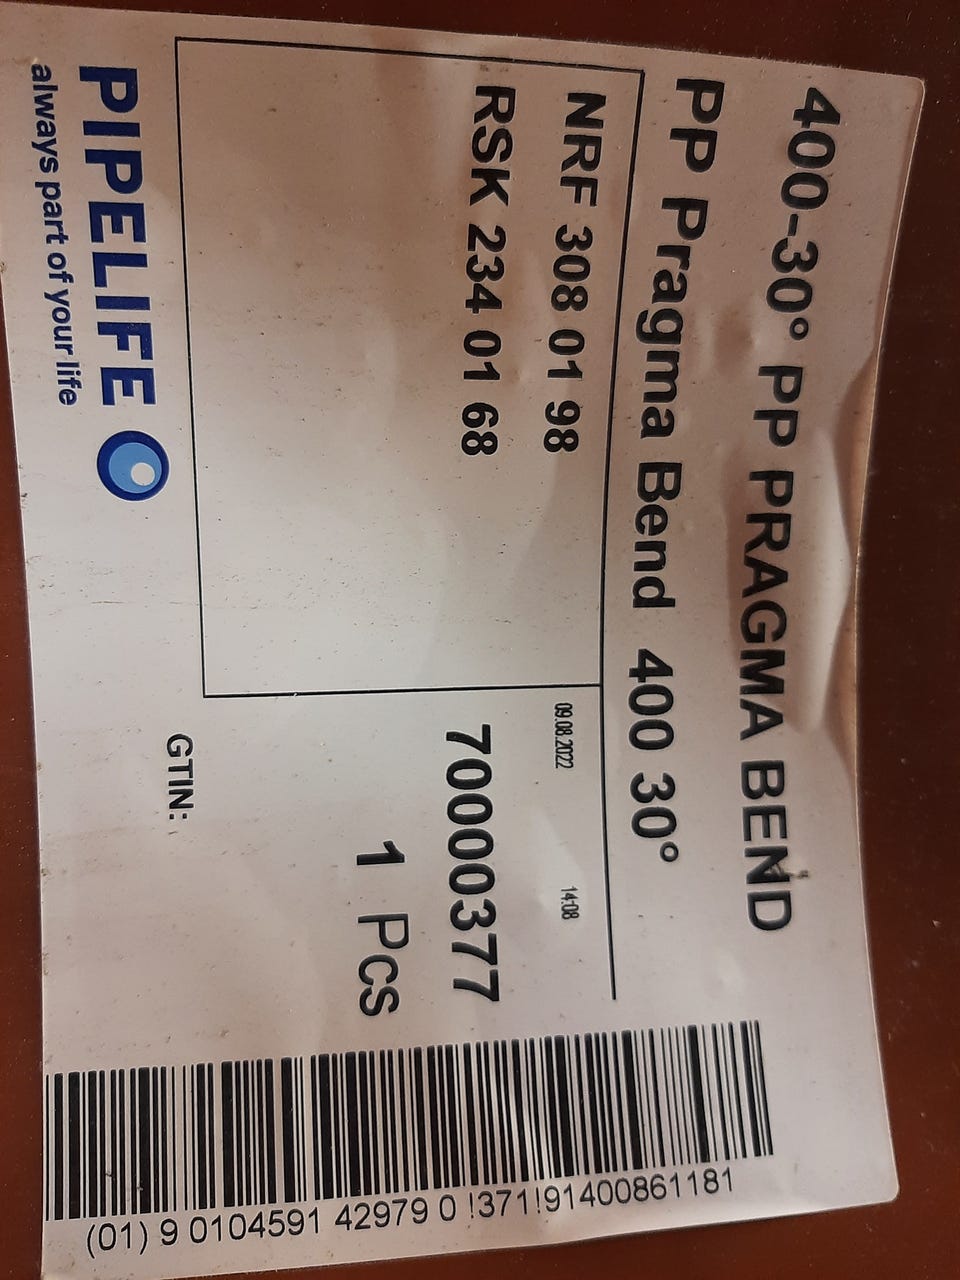 400-30° PP PRAGMA BEND
PP Pragma Bend 400 30°
NRF 308 01 98
RSK 234 01 68
09.08.2022 14:08
70000377
1 Pcs
GTIN:
PIPELIFE
always part of your life
(01) 9 0104591 42979 0 !371!91400861181